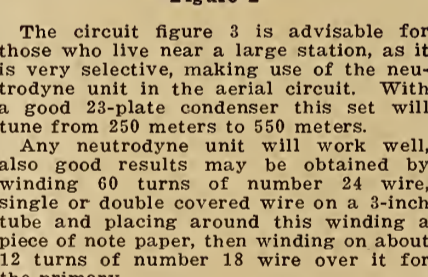 Figure 2
The circuit figure 3 is advisable for
those who live near a large station, as it
is very selective, making use of the neu-
trodyne unit in the aerial circuit. With
a good 23-plate condenser this set will
tune from 250 meters to 550 meters.
Any neutrodyne unit will work well,
also good results may be obtained by
winding 60 turns of number 24 wire,
single or double covered wire on a 3-inch
tube and placing around this winding a
piece of note paper, then winding on about
12 turns of number 18 wire over it for
the primary